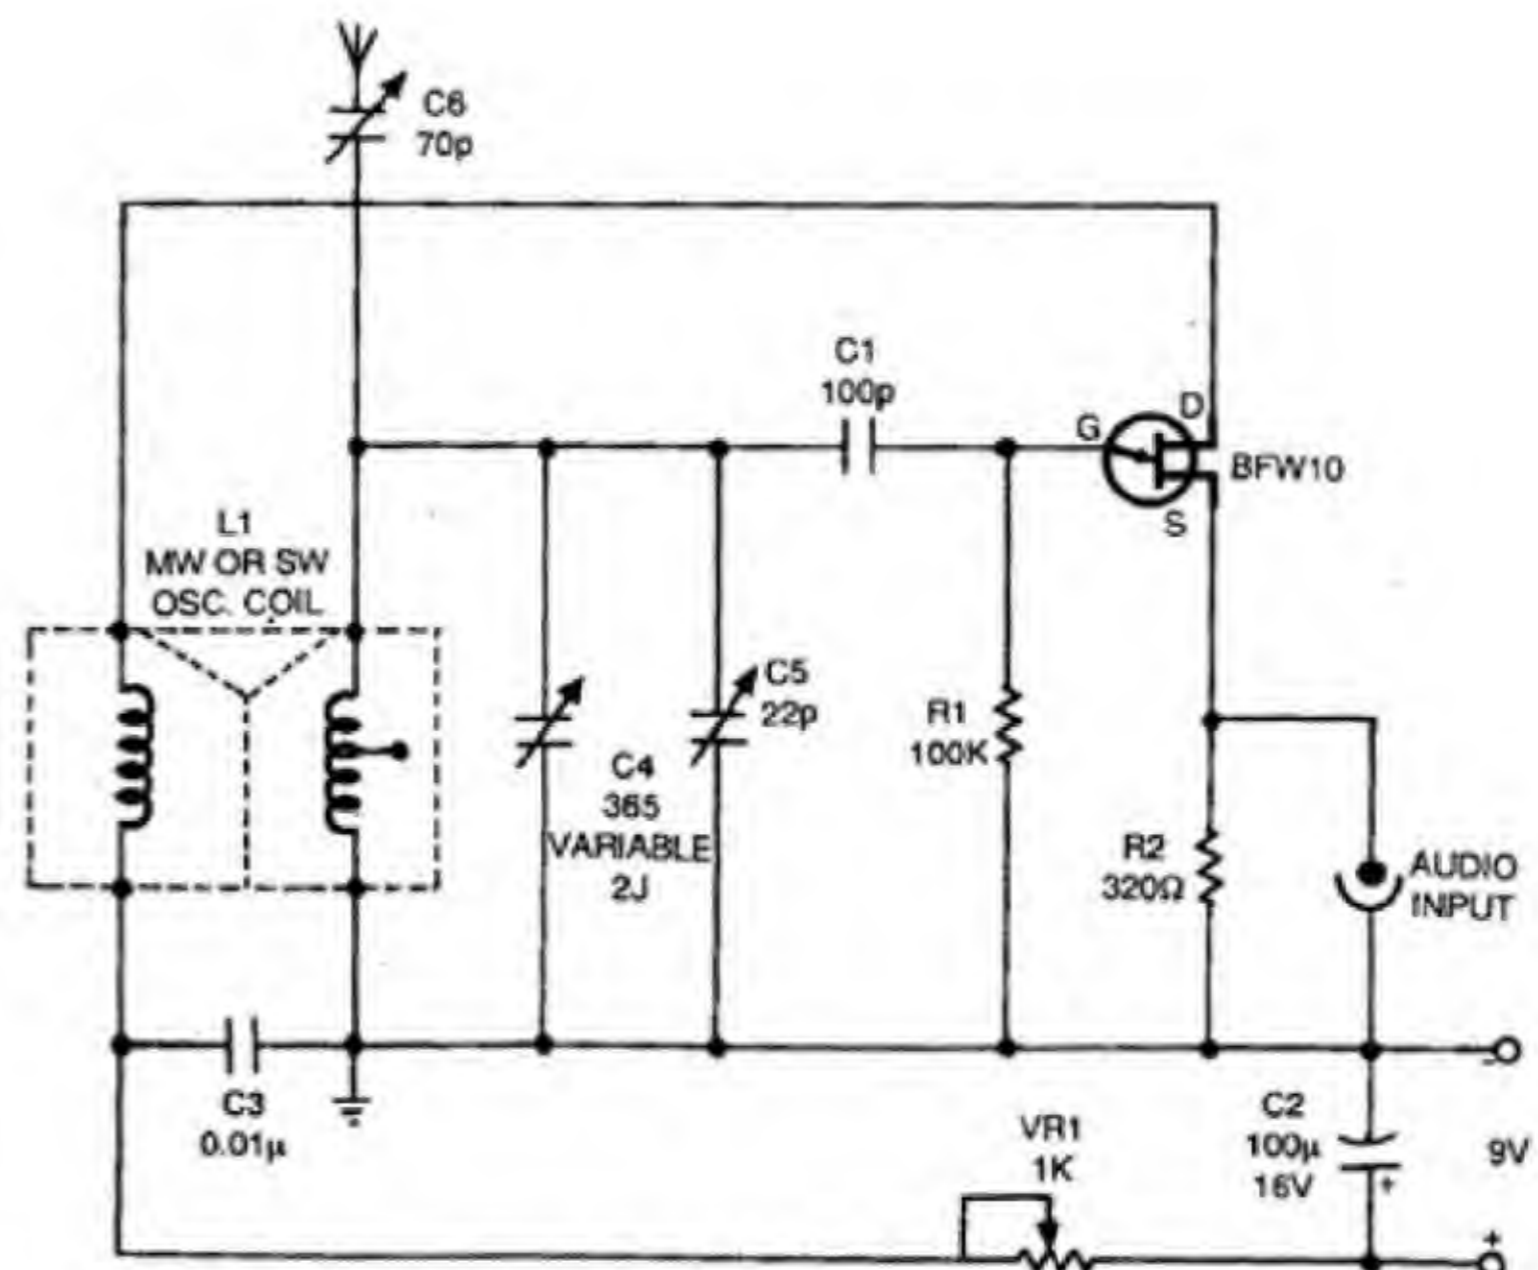 C6
70p
C1
100p
G
D
BFW10
S
L1
MW OR SW
OSC. COIL
C5
22p
C4
365
VARIABLE
2J
R1
100K
R2
320Ω
AUDIO
INPUT
C3
0.01μ
VR1
1K
C2
100μ
16V
+
-
9V
+